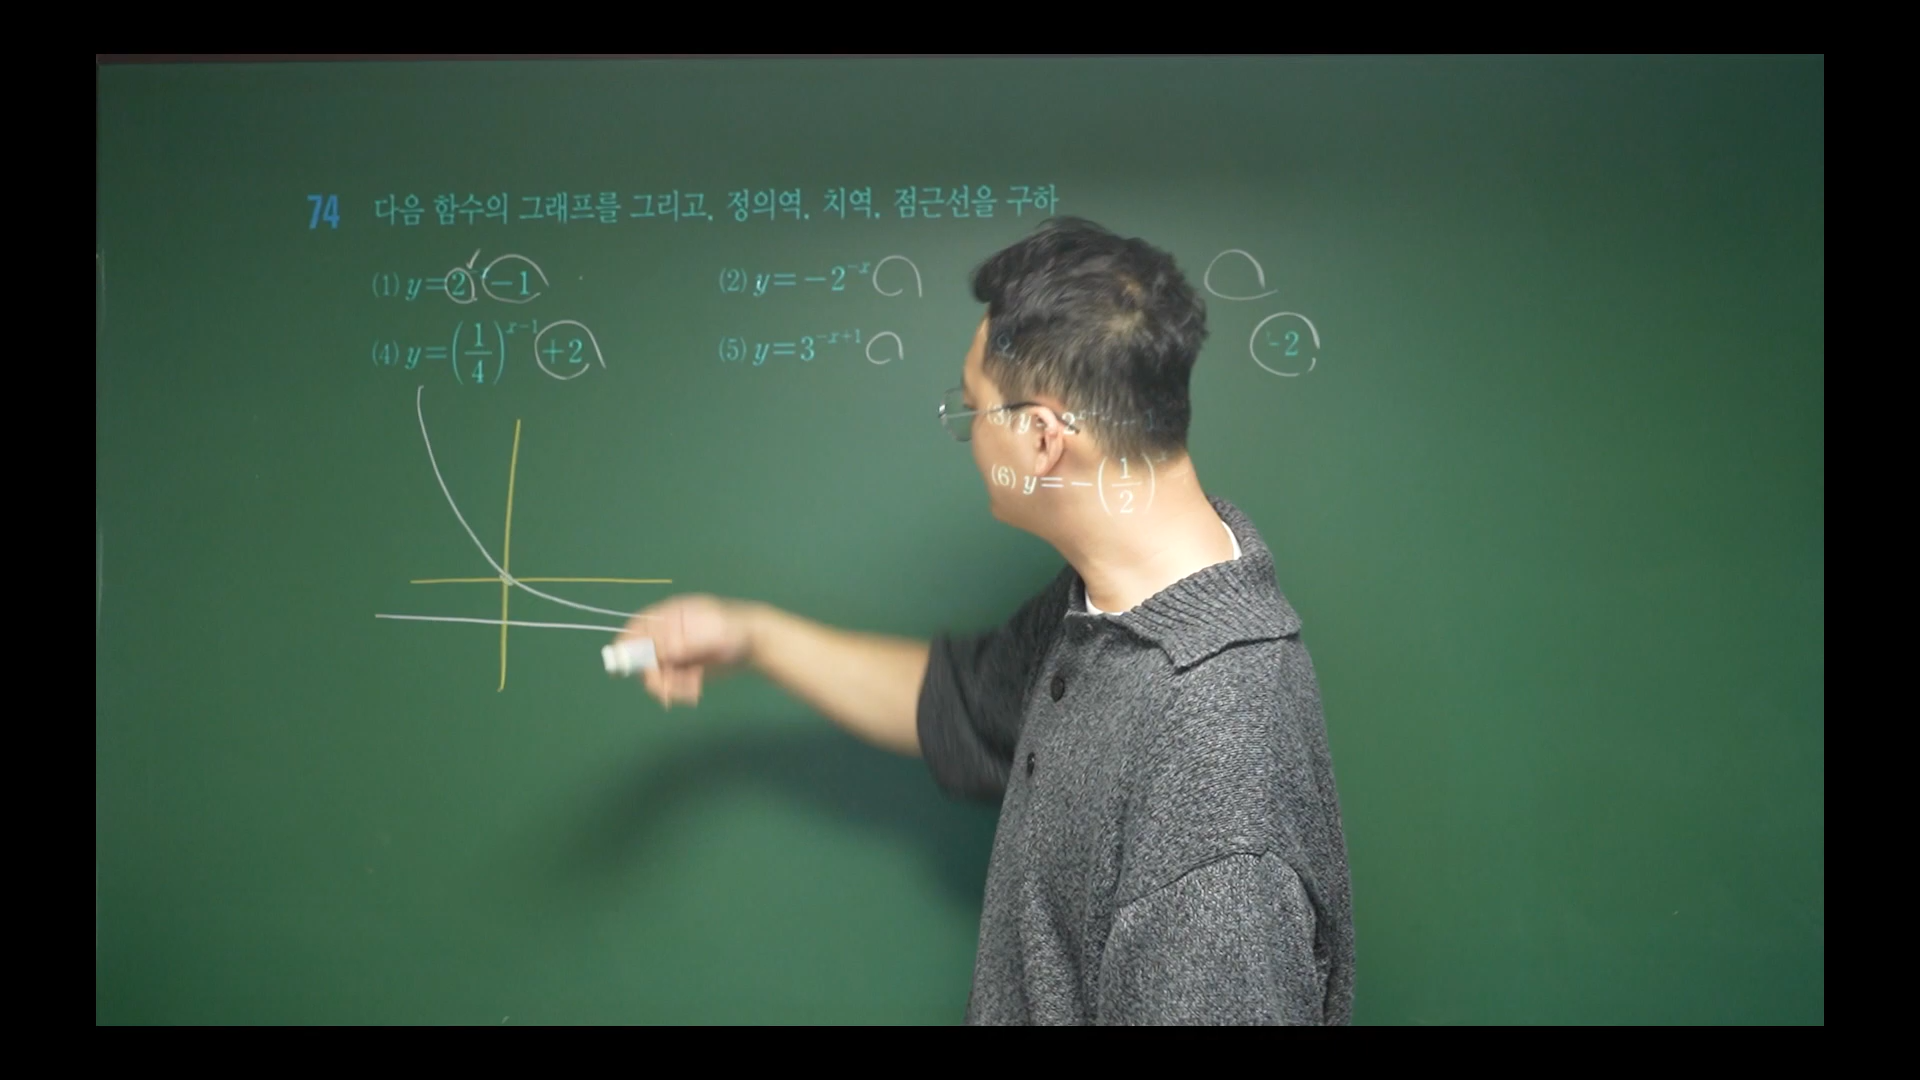 74 다음 함수의 그래프를 그리고, 정의역, 치역, 점근선을 구하
(1) y=2⁻ˣ-1 (2) y=-2⁻ˣ
(4) y=(1/4)ˣ⁻¹+2 (5) y=3⁻ˣ⁺¹ -2
(3) y= 2
(6) y=-(1/2)